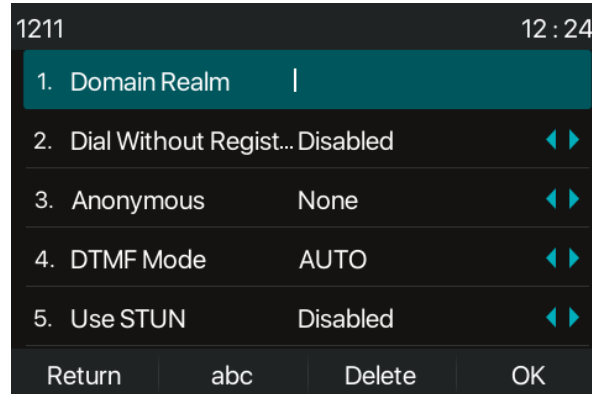 1211 12 : 24
1. Domain Realm
2. Dial Without Regist... Disabled
3. Anonymous None
4. DTMF Mode AUTO
5. Use STUN Disabled
Return abc Delete OK